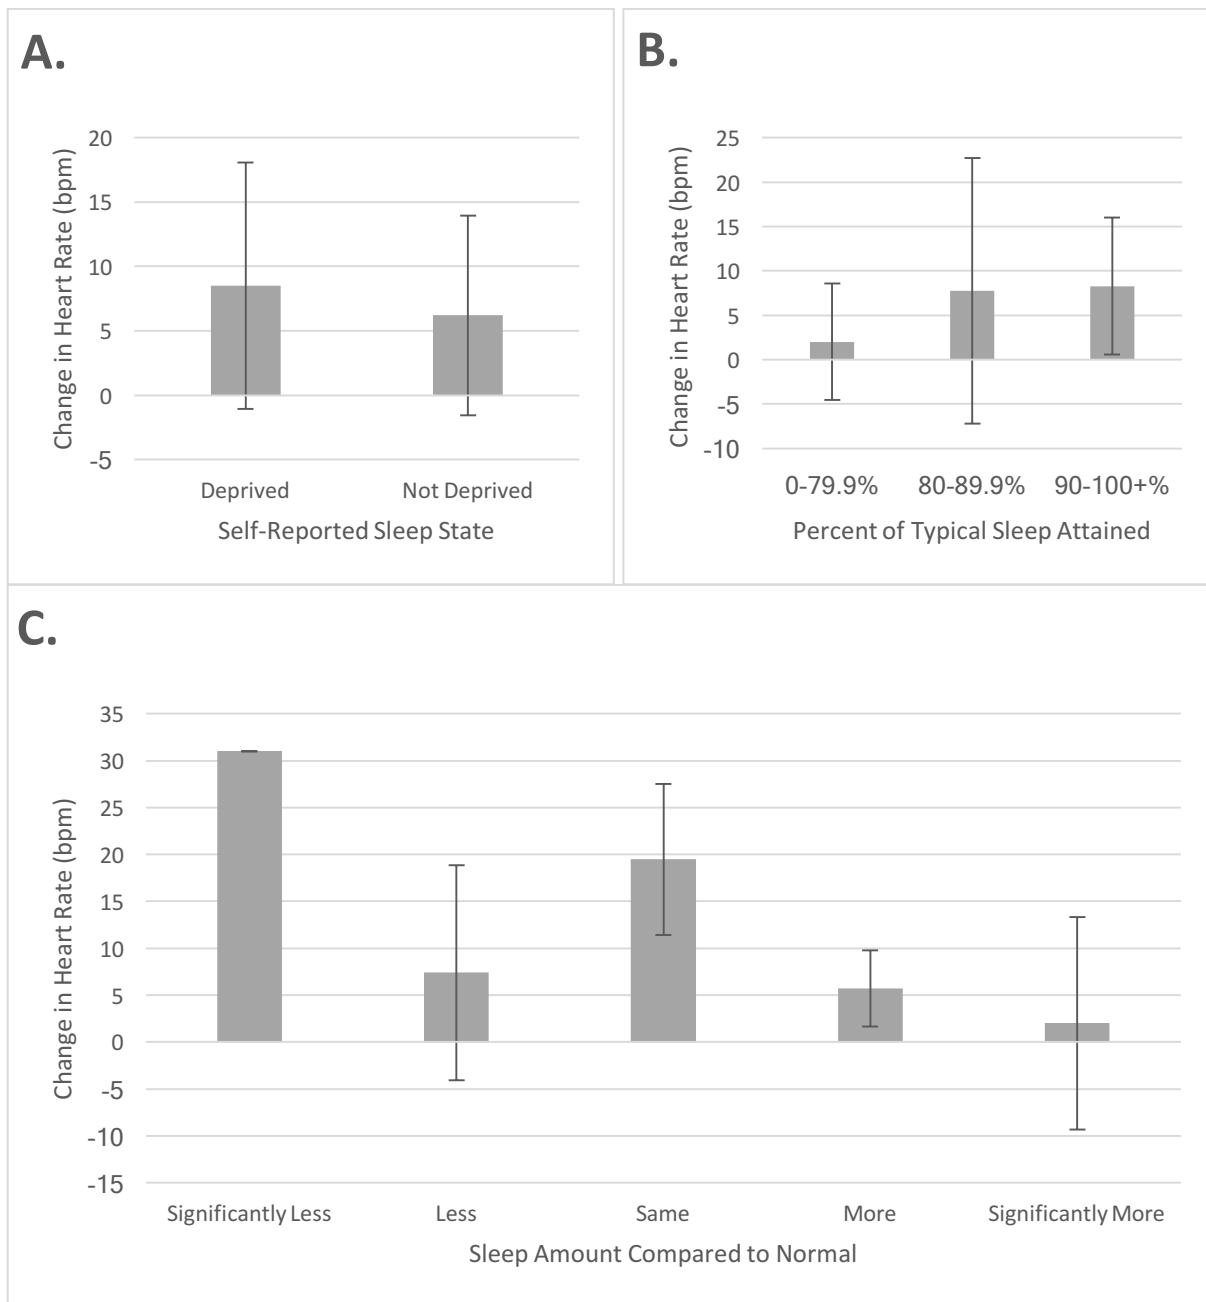 A.
Change in Heart Rate (bpm)
20
15
10
5
0
-5
Deprived Not Deprived
Self-Reported Sleep State
B.
Change in Heart Rate (bpm)
25
20
15
10
5
0
-5
-10
0-79.9% 80-89.9% 90-100+%
Percent of Typical Sleep Attained
C.
Change in Heart Rate (bpm)
35
30
25
20
15
10
5
0
-5
-10
-15
Significantly Less Less Same More Significantly More
Sleep Amount Compared to Normal